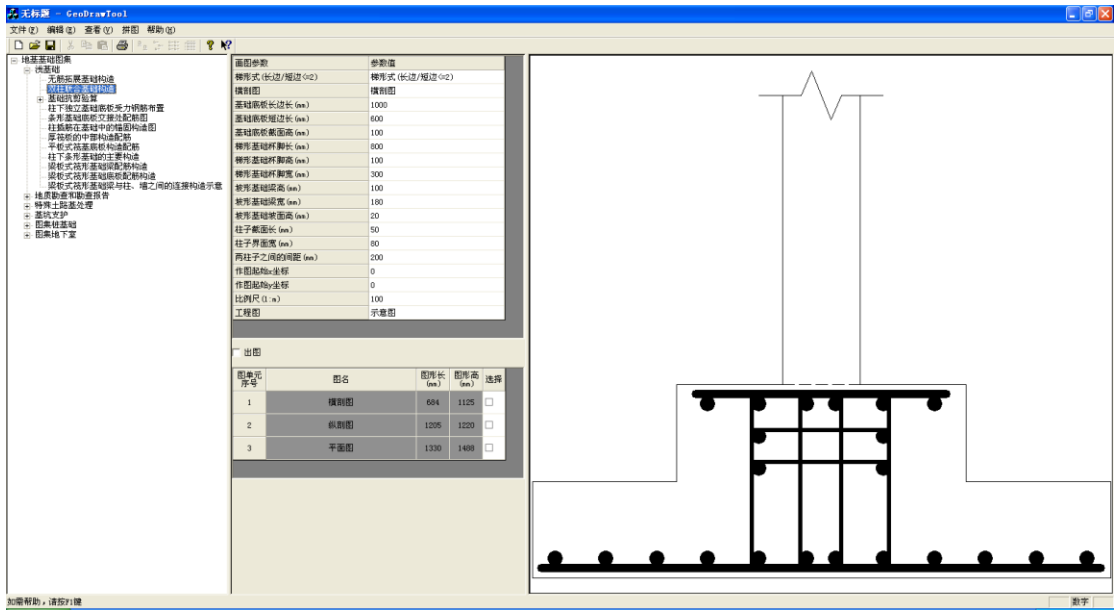 无标题 - GeoDrawTool
文件(F) 编辑(E) 查看(V) 拼图 帮助(H)
地基基础图集
浅基础
无筋拓展基础构造
双柱联合基础构造
基础抗剪验算
柱下独立基础底板受力钢筋布置
条形基础底板交接处配筋图
柱插筋在基础中的锚固构造图
厚筏板的中部构造配筋
平板式筏基底板构造配筋
柱下条形基础的主要构造
梁板式筏形基础梁配筋构造
梁板式筏形基础底板配筋构造
梁板式筏形基础梁与柱、墙之间的连接构造示意
地质勘查和勘查报告
特殊土路基处理
基坑支护
图集桩基础
图集地下室
画图参数 参数值
梯形式(长边/短边<=2) 梯形式(长边/短边<=2)
横剖图 横剖图
基础底板长边长(mm) 1000
基础底板短边长(mm) 600
基础底板截面高(mm) 100
梯形基础杯脚长(mm) 800
梯形基础杯脚高(mm) 100
梯形基础杯脚宽(mm) 300
坡形基础梁高(mm) 100
坡形基础梁宽(mm) 180
坡形基础坡面高(mm) 20
柱子截面长(mm) 50
柱子界面宽(mm) 80
两柱子之间的间距(mm) 200
作图起始x坐标 0
作图起始y坐标 0
比例尺(1:m) 100
工程图 示意图
出图
图单元序号 图名 图形长(mm) 图形高(mm) 选择
1 横剖图 684 1125
2 纵剖图 1205 1220
3 平面图 1330 1488
如需帮助，请按F1键
数字